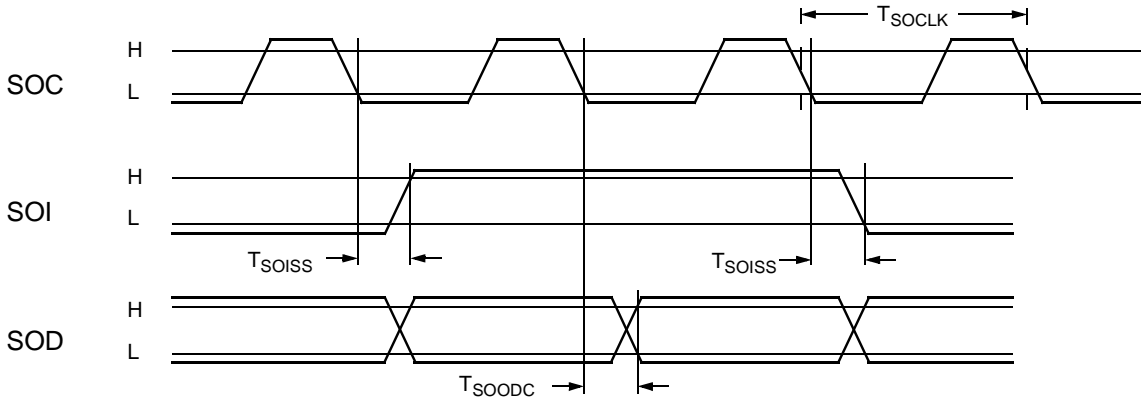 T_SOCLK
H
SOC
L
H
SOI
L
T_SOISS
T_SOISS
H
SOD
L
T_SOODC